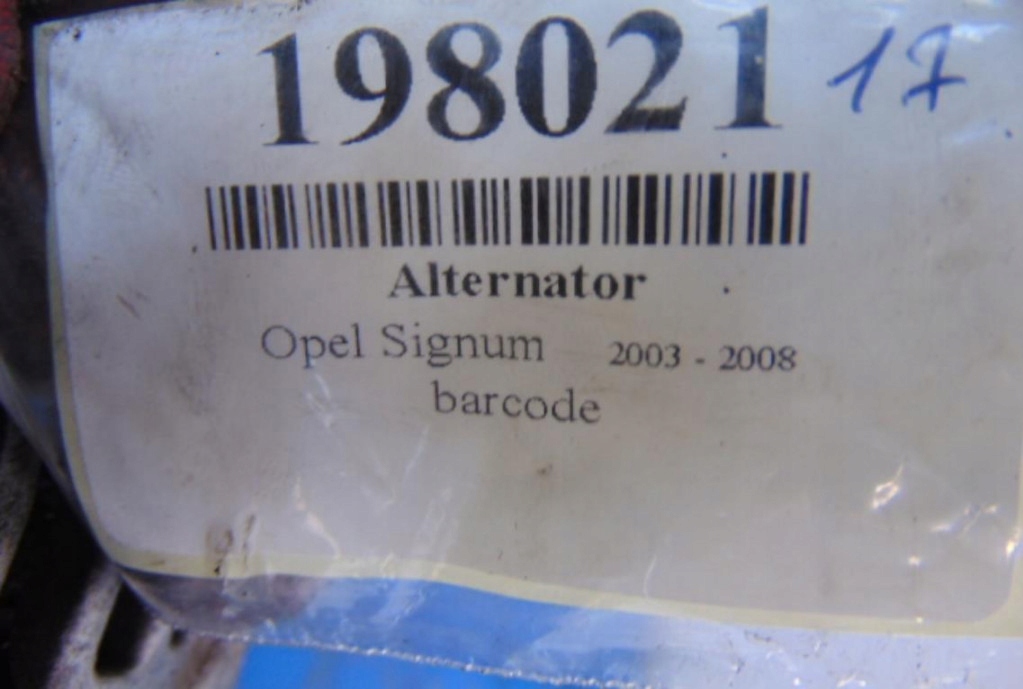 198021 17
Alternator
Opel Signum 2003 - 2008
barcode